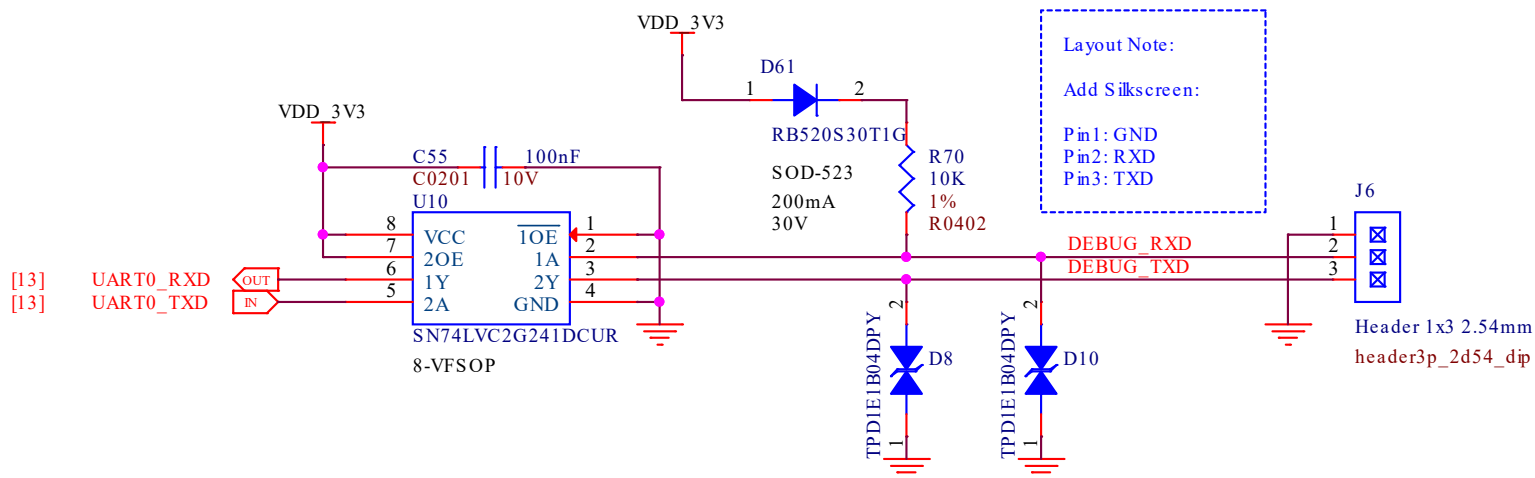 VDD_3V3
D61
1
2
RB520S30T1G
SOD-523
200mA
30V
R70
10K
1%
R0402
Layout Note:
Add Silkscreen:
Pin1: GND
Pin2: RXD
Pin3: TXD
VDD_3V3
C55
100nF
C0201
10V
U10
8
VCC
1OE
1
7
2OE
1A
2
6
1Y
2Y
3
5
2A
GND
4
SN74LVC2G241DCUR
8-VFSOP
[13]
UART0_RXD
OUT
[13]
UART0_TXD
IN
DEBUG_RXD
DEBUG_TXD
J6
1
2
3
Header 1x3 2.54mm
header3p_2d54_dip
2
TPD1E1B04DPY
D8
1
2
TPD1E1B04DPY
D10
1